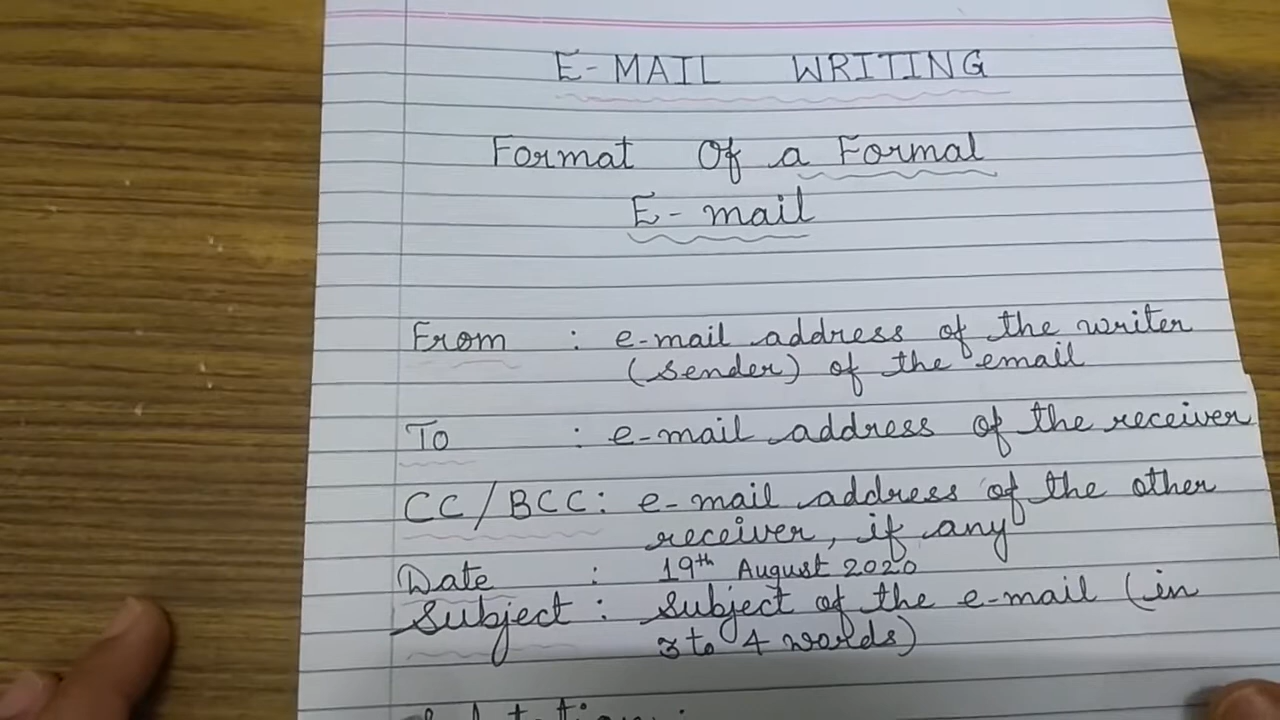 E-MAIL WRITING
Format Of a Formal
E-mail
From : e-mail address of the writer
(sender) of the email
To : e-mail address of the receiver
CC/BCC: e-mail address of the other
receiver, if any
Date : 19th August 2020
Subject : Subject of the e-mail (in
3 to 4 words)